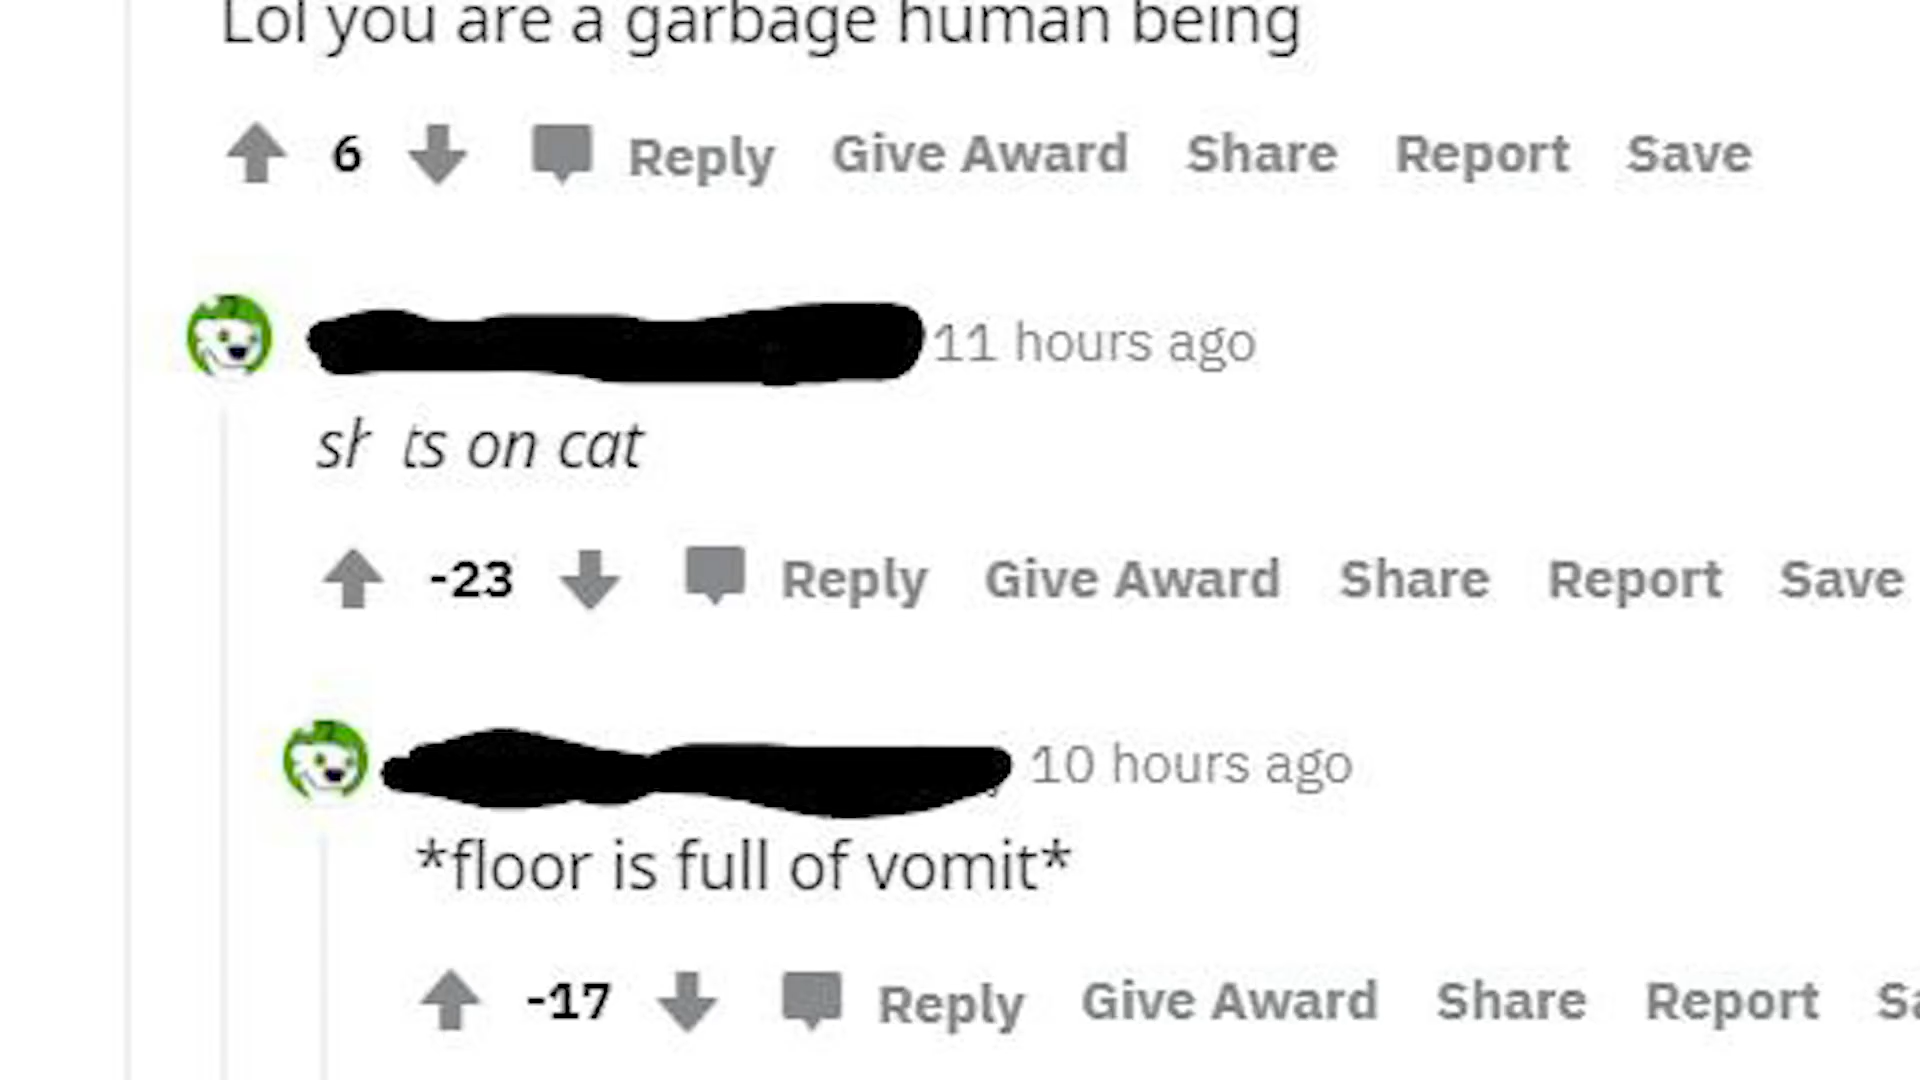 Lol you are a garbage human being
6 Reply Give Award Share Report Save
11 hours ago
ts on cat
-23 Reply Give Award Share Report Save
10 hours ago
*floor is full of vomit*
-17 Reply Give Award Share Report